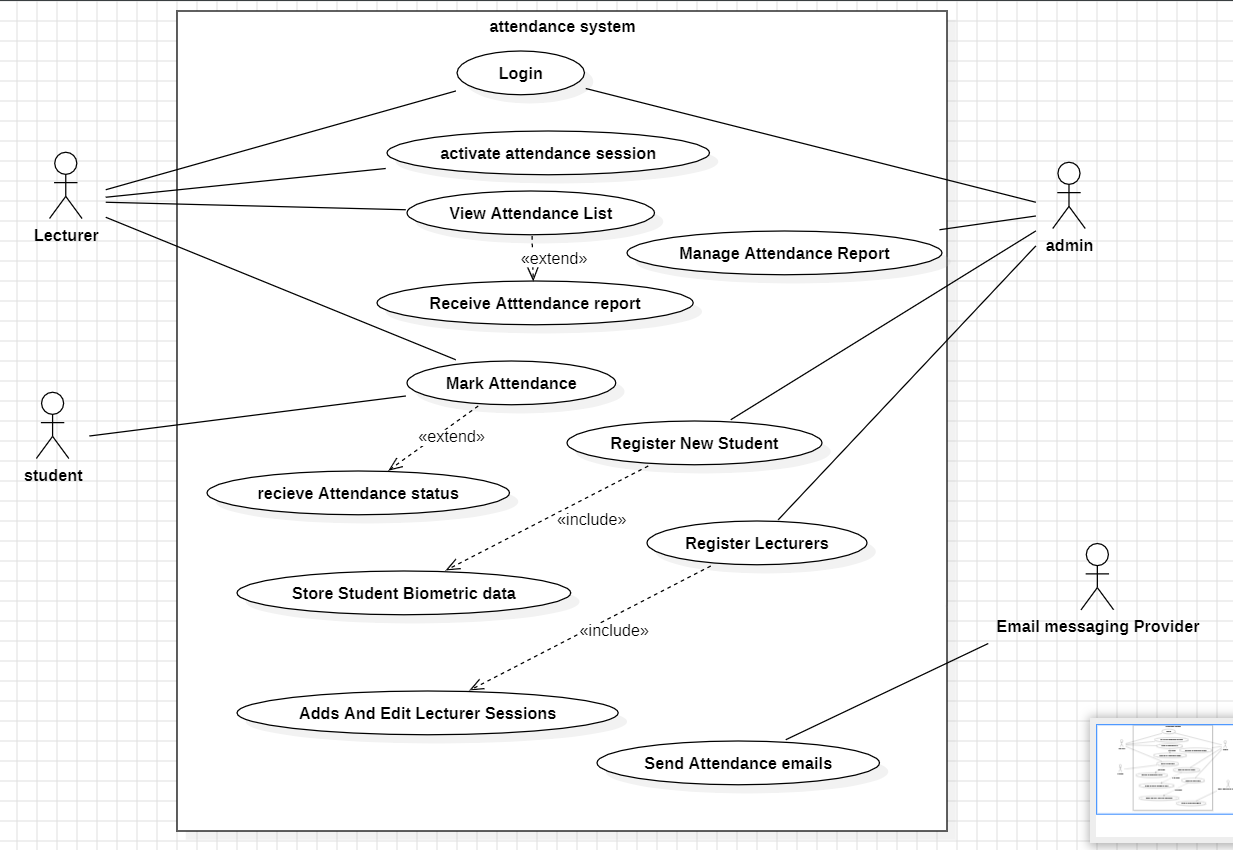 attendance system
Login
activate attendance session
View Attendance List
Lecturer
«extend»
Manage Attendance Report
admin
Receive Atttendance report
Mark Attendance
«extend»
Register New Student
student
recieve Attendance status
«include»
Register Lecturers
Store Student Biometric data
«include»
Email messaging Provider
Adds And Edit Lecturer Sessions
Send Attendance emails